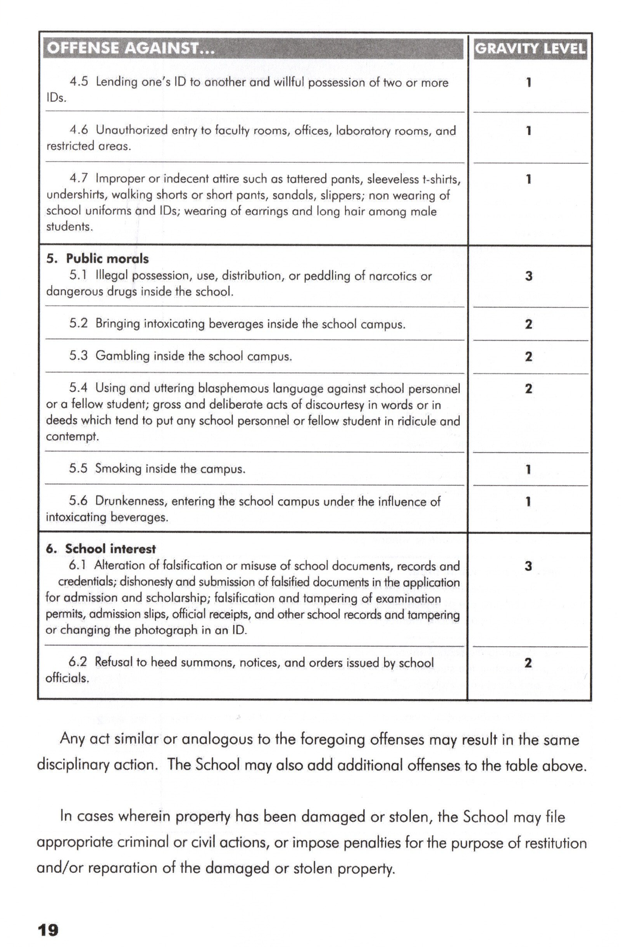 OFFENSE AGAINST... GRAVITY LEVEL
4.5 Lending one's ID to another and willful possession of two or more 1
IDs.
4.6 Unauthorized entry to faculty rooms, offices, laboratory rooms, and 1
restricted areas.
4.7 Improper or indecent attire such as tattered pants, sleeveless t-shirts, 1
undershirts, walking shorts or short pants, sandals, slippers; non wearing of
school uniforms and IDs; wearing of earrings and long hair among male
students.
5. Public morals
5.1 Illegal possession, use, distribution, or peddling of narcotics or 3
dangerous drugs inside the school.
5.2 Bringing intoxicating beverages inside the school campus. 2
5.3 Gambling inside the school campus. 2
5.4 Using and uttering blasphemous language against school personnel 2
or a fellow student; gross and deliberate acts of discourtesy in words or in
deeds which tend to put any school personnel or fellow student in ridicule and
contempt.
5.5 Smoking inside the campus. 1
5.6 Drunkenness, entering the school campus under the influence of 1
intoxicating beverages.
6. School interest
6.1 Alteration of falsification or misuse of school documents, records and 3
credentials; dishonesty and submission of falsified documents in the application
for admission and scholarship; falsification and tampering of examination
permits, admission slips, official receipts, and other school records and tampering
or changing the photograph in an ID.
6.2 Refusal to heed summons, notices, and orders issued by school 2
officials.
Any act similar or analogous to the foregoing offenses may result in the same
disciplinary action. The School may also add additional offenses to the table above.
In cases wherein property has been damaged or stolen, the School may file
appropriate criminal or civil actions, or impose penalties for the purpose of restitution
and/or reparation of the damaged or stolen property.
19